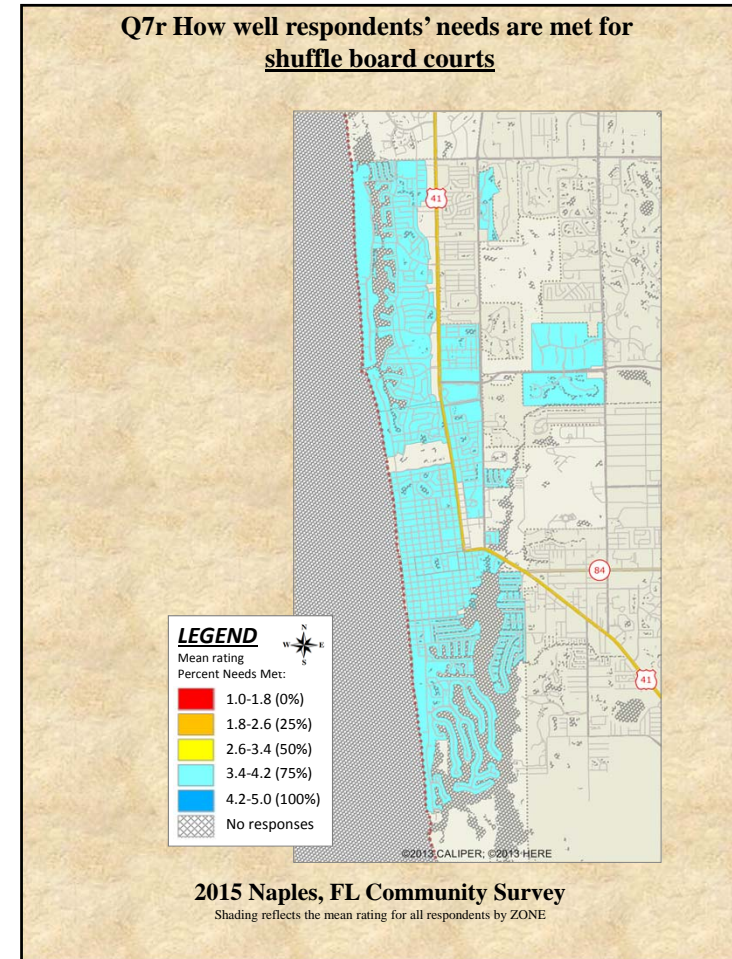 Q7r How well respondents' needs are met for
shuffle board courts
41
84
41
LEGEND
N
W E
S
Mean rating
Percent Needs Met:
1.0-1.8 (0%)
1.8-2.6 (25%)
2.6-3.4 (50%)
3.4-4.2 (75%)
4.2-5.0 (100%)
No responses
©2013 CALIPER; ©2013 HERE
2015 Naples, FL Community Survey
Shading reflects the mean rating for all respondents by ZONE